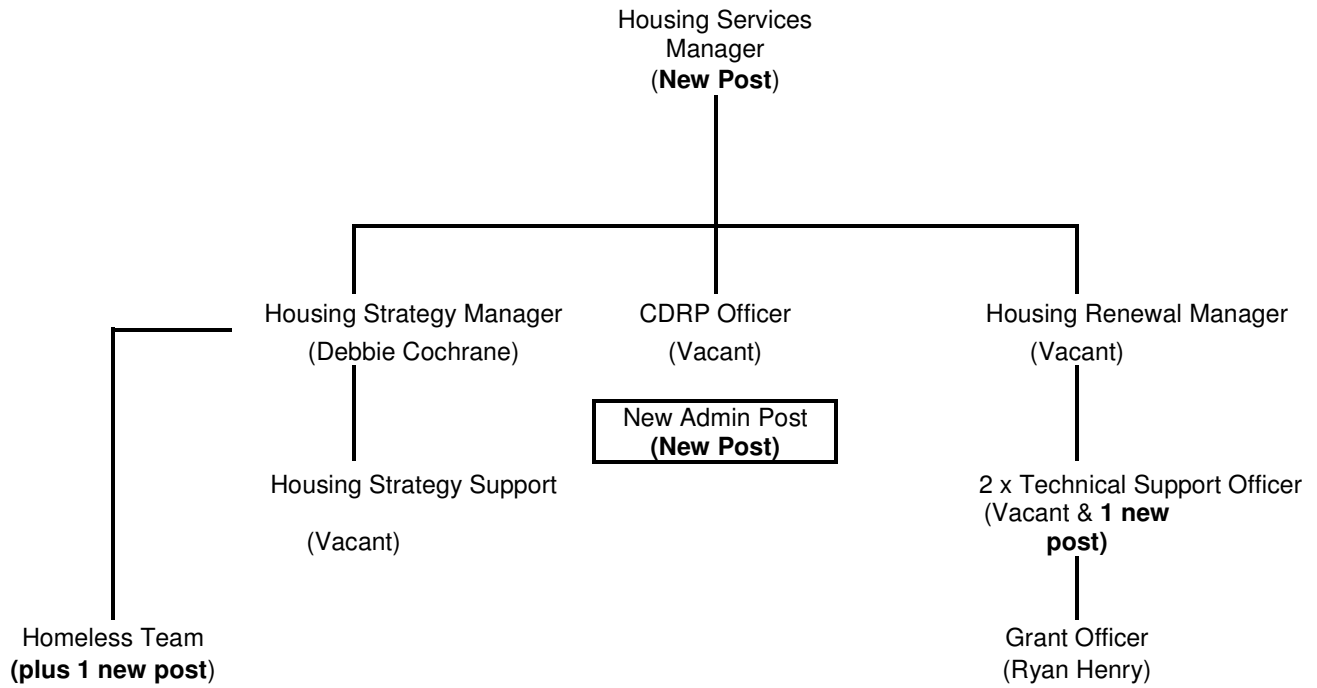 Housing Services
Manager
(New Post)
Housing Strategy Manager
(Debbie Cochrane)
CDRP Officer
(Vacant)
Housing Renewal Manager
(Vacant)
New Admin Post
(New Post)
Housing Strategy Support
(Vacant)
2 x Technical Support Officer
(Vacant & 1 new
post)
Homeless Team
(plus 1 new post)
Grant Officer
(Ryan Henry)